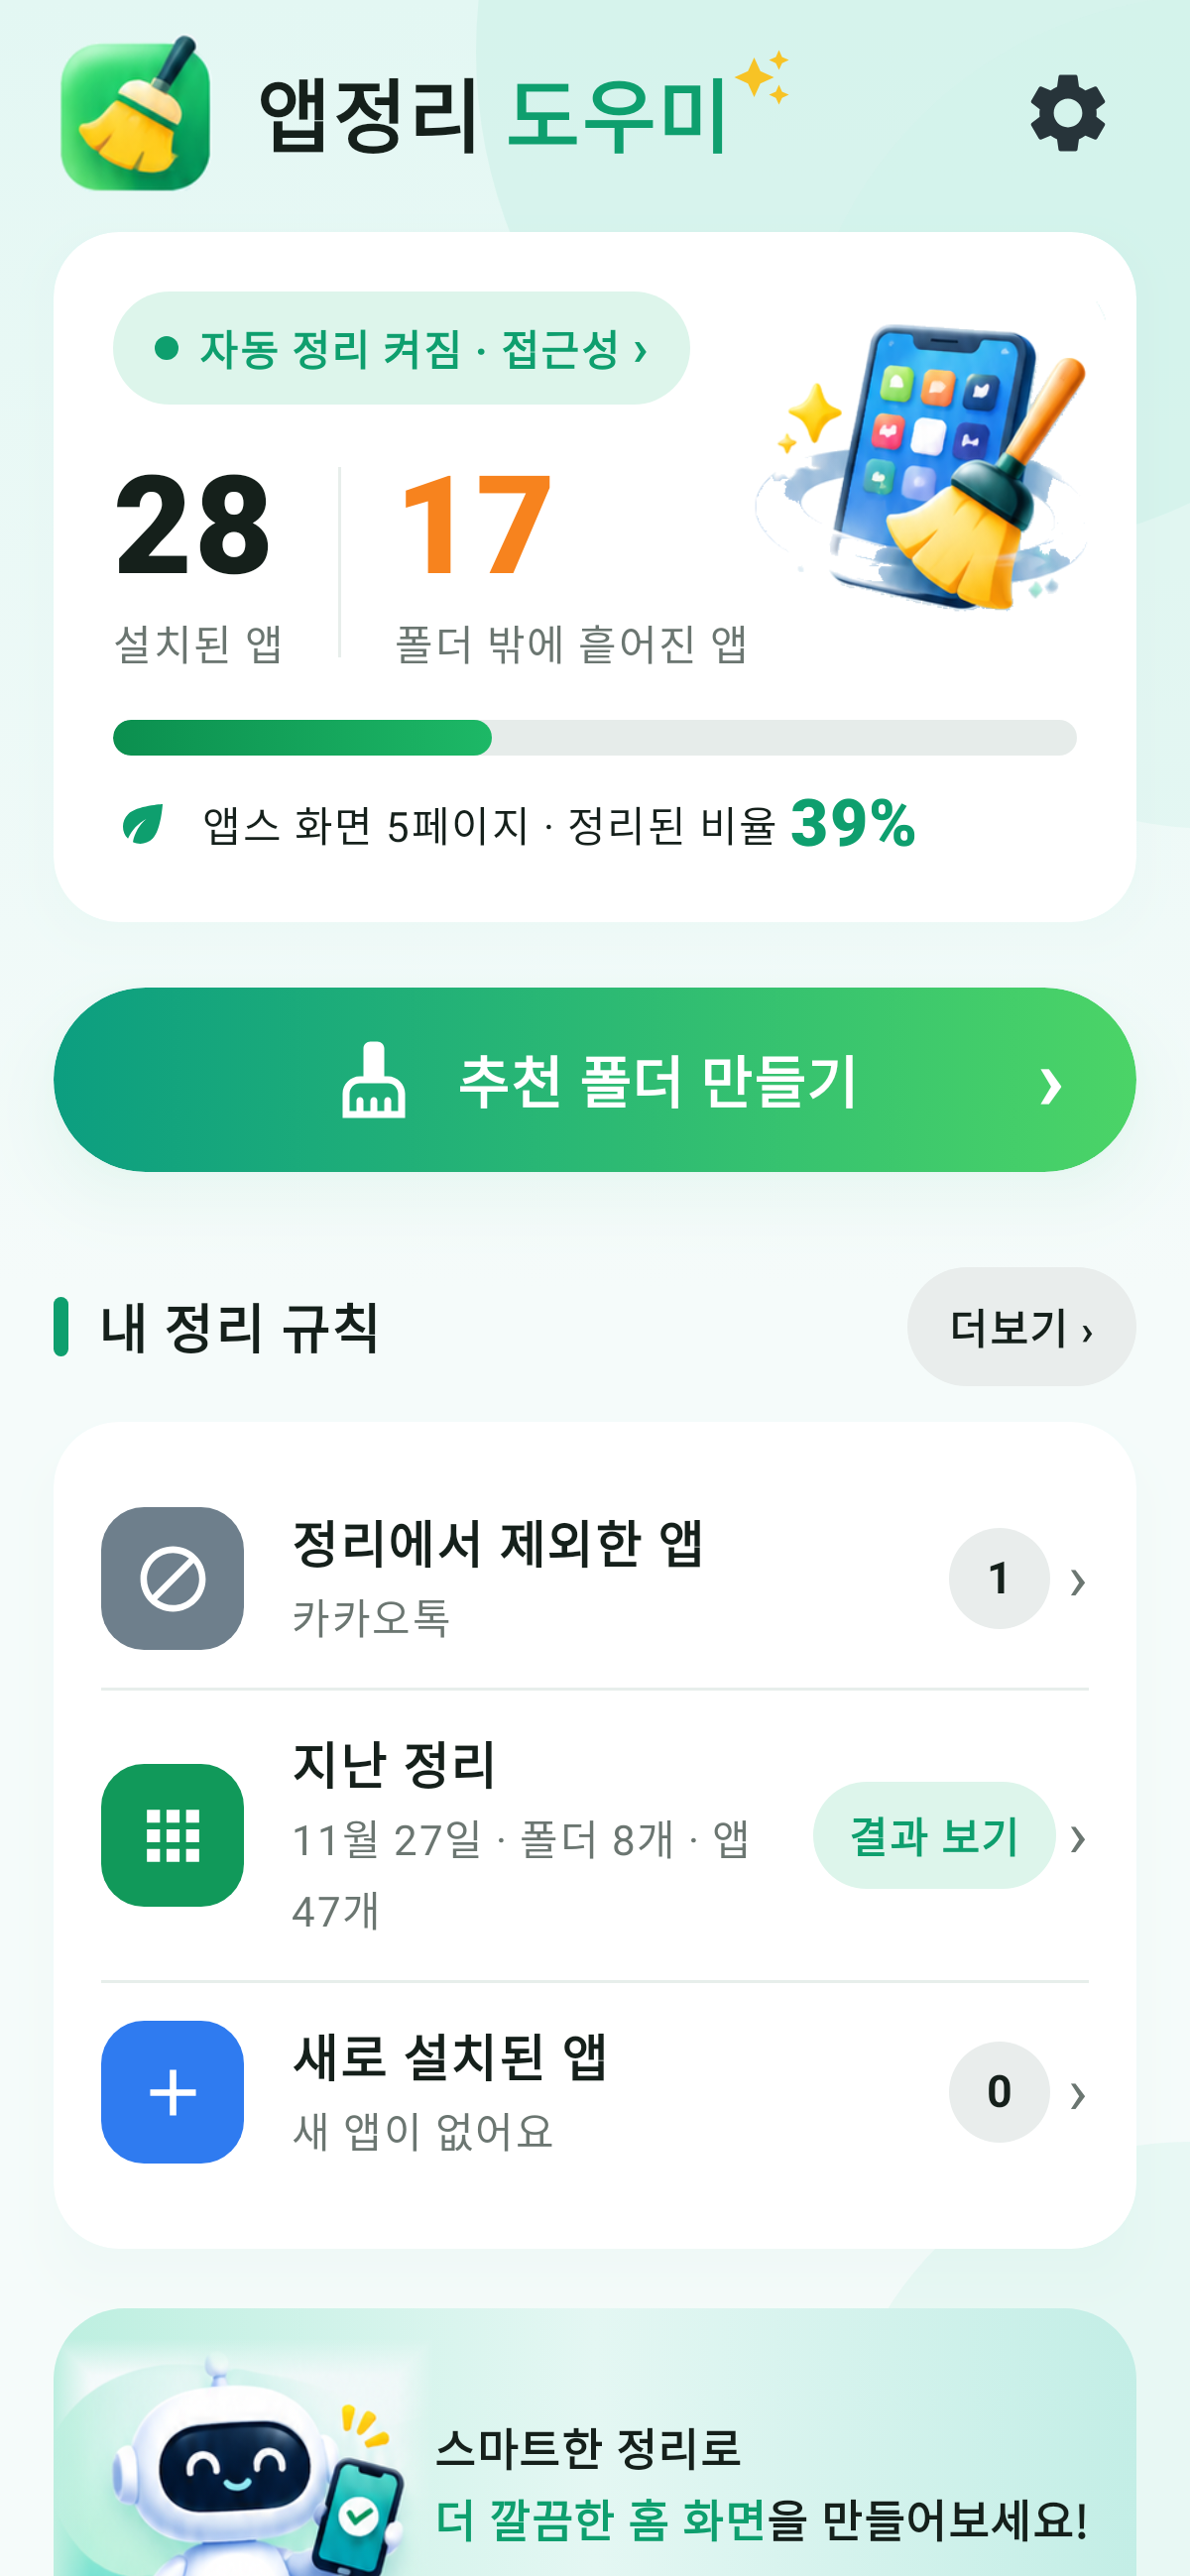 앱정리 도우미
자동 정리 켜짐 · 접근성 ›
28
17
설치된 앱
폴더 밖에 흩어진 앱
앱스 화면 5페이지 · 정리된 비율 39%
추천 폴더 만들기 ›
내 정리 규칙
더보기 ›
정리에서 제외한 앱
카카오톡
1 ›
지난 정리
11월 27일 · 폴더 8개 · 앱
47개
결과 보기 ›
새로 설치된 앱
새 앱이 없어요
0 ›
스마트한 정리로
더 깔끔한 홈 화면을 만들어보세요!